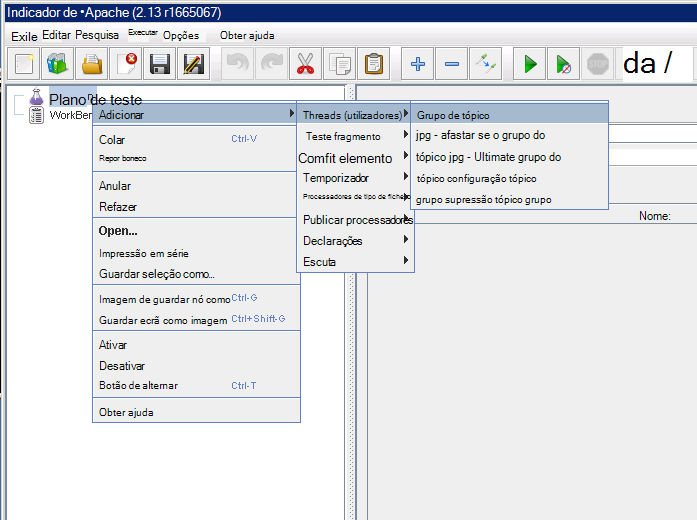 Indicador de •Apache (2.13 r1665067)
Exile Editar Pesquisa Executar Opções Obter ajuda
STOP da /
Plano de teste
WorkBer
Adicionar
Colar Ctrl-V
Repor boneco
Anular
Refazer
Open...
Impressão em série
Guardar seleção como...
Imagem de guardar nó como Ctrl-G
Guardar ecrã como imagem Ctrl+Shift-G
Ativar
Desativar
Botão de alternar Ctrl-T
Obter ajuda
Threads (utilizadores)
Teste fragmento
Comfit elemento
Temporizador
Processadores de tipo de ficheiro
Publicar processadores
Declarações
Escuta
Grupo de tópico
jpg - afastar se o grupo do
tópico jpg - Ultimate grupo do
tópico configuração tópico
grupo supressão tópico grupo
Nome: